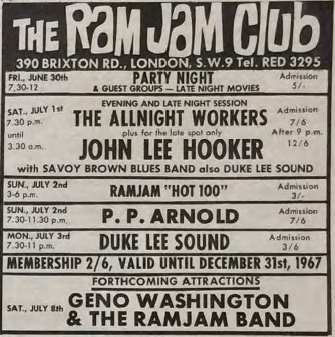 THE RAM JAM Club
390 BRIXTON RD., LONDON, S.W.9 Tel. RED 3295
FRI., JUNE 30th
7.30-12
PARTY NIGHT
& GUEST GROUPS — LATE NIGHT MOVIES
Admission
5/-
SAT., JULY 1st
7.30 p.m.
until
3.30 a.m.
EVENING AND LATE NIGHT SESSION
THE ALLNIGHT WORKERS
plus for the late spot only
JOHN LEE HOOKER
with SAVOY BROWN BLUES BAND also DUKE LEE SOUND
Admission
7/6
After 9 p.m.
12/6
SUN., JULY 2nd
3-6 p.m.
RAMJAM "HOT 100"
Admission
3/-
SUN., JULY 2nd
7.30-11.30 p.m.
P. P. ARNOLD
Admission
7/6
MON., JULY 3rd
7.30-11 p.m.
DUKE LEE SOUND
Admission
3/6
MEMBERSHIP 2/6, VALID UNTIL DECEMBER 31st, 1967
FORTHCOMING ATTRACTIONS
SAT., JULY 8th
GENO WASHINGTON
& THE RAMJAM BAND